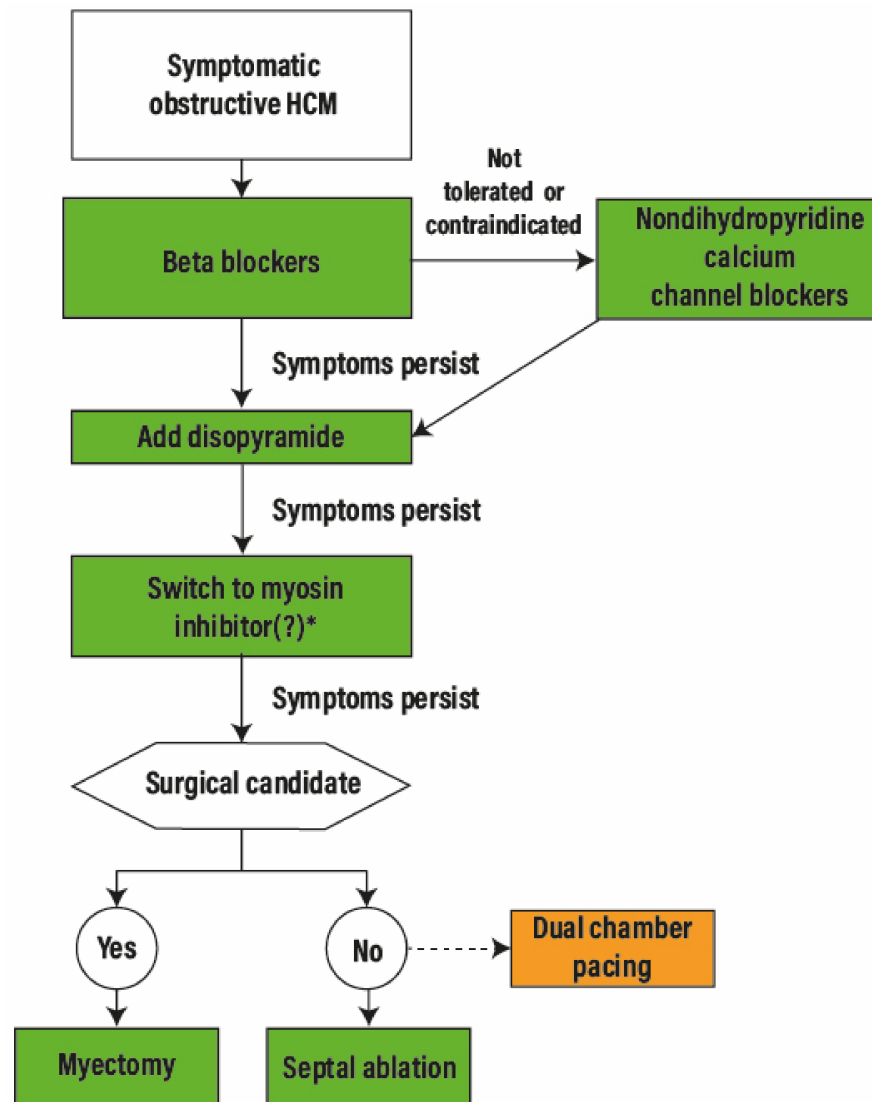 Symptomatic
obstructive HCM
Not
tolerated or
contraindicated
Beta blockers
Nondihydropyridine
calcium
channel blockers
Symptoms persist
Add disopyramide
Symptoms persist
Switch to myosin
inhibitor(?)*
Symptoms persist
Surgical candidate
Yes
No
Dual chamber
pacing
Myectomy
Septal ablation